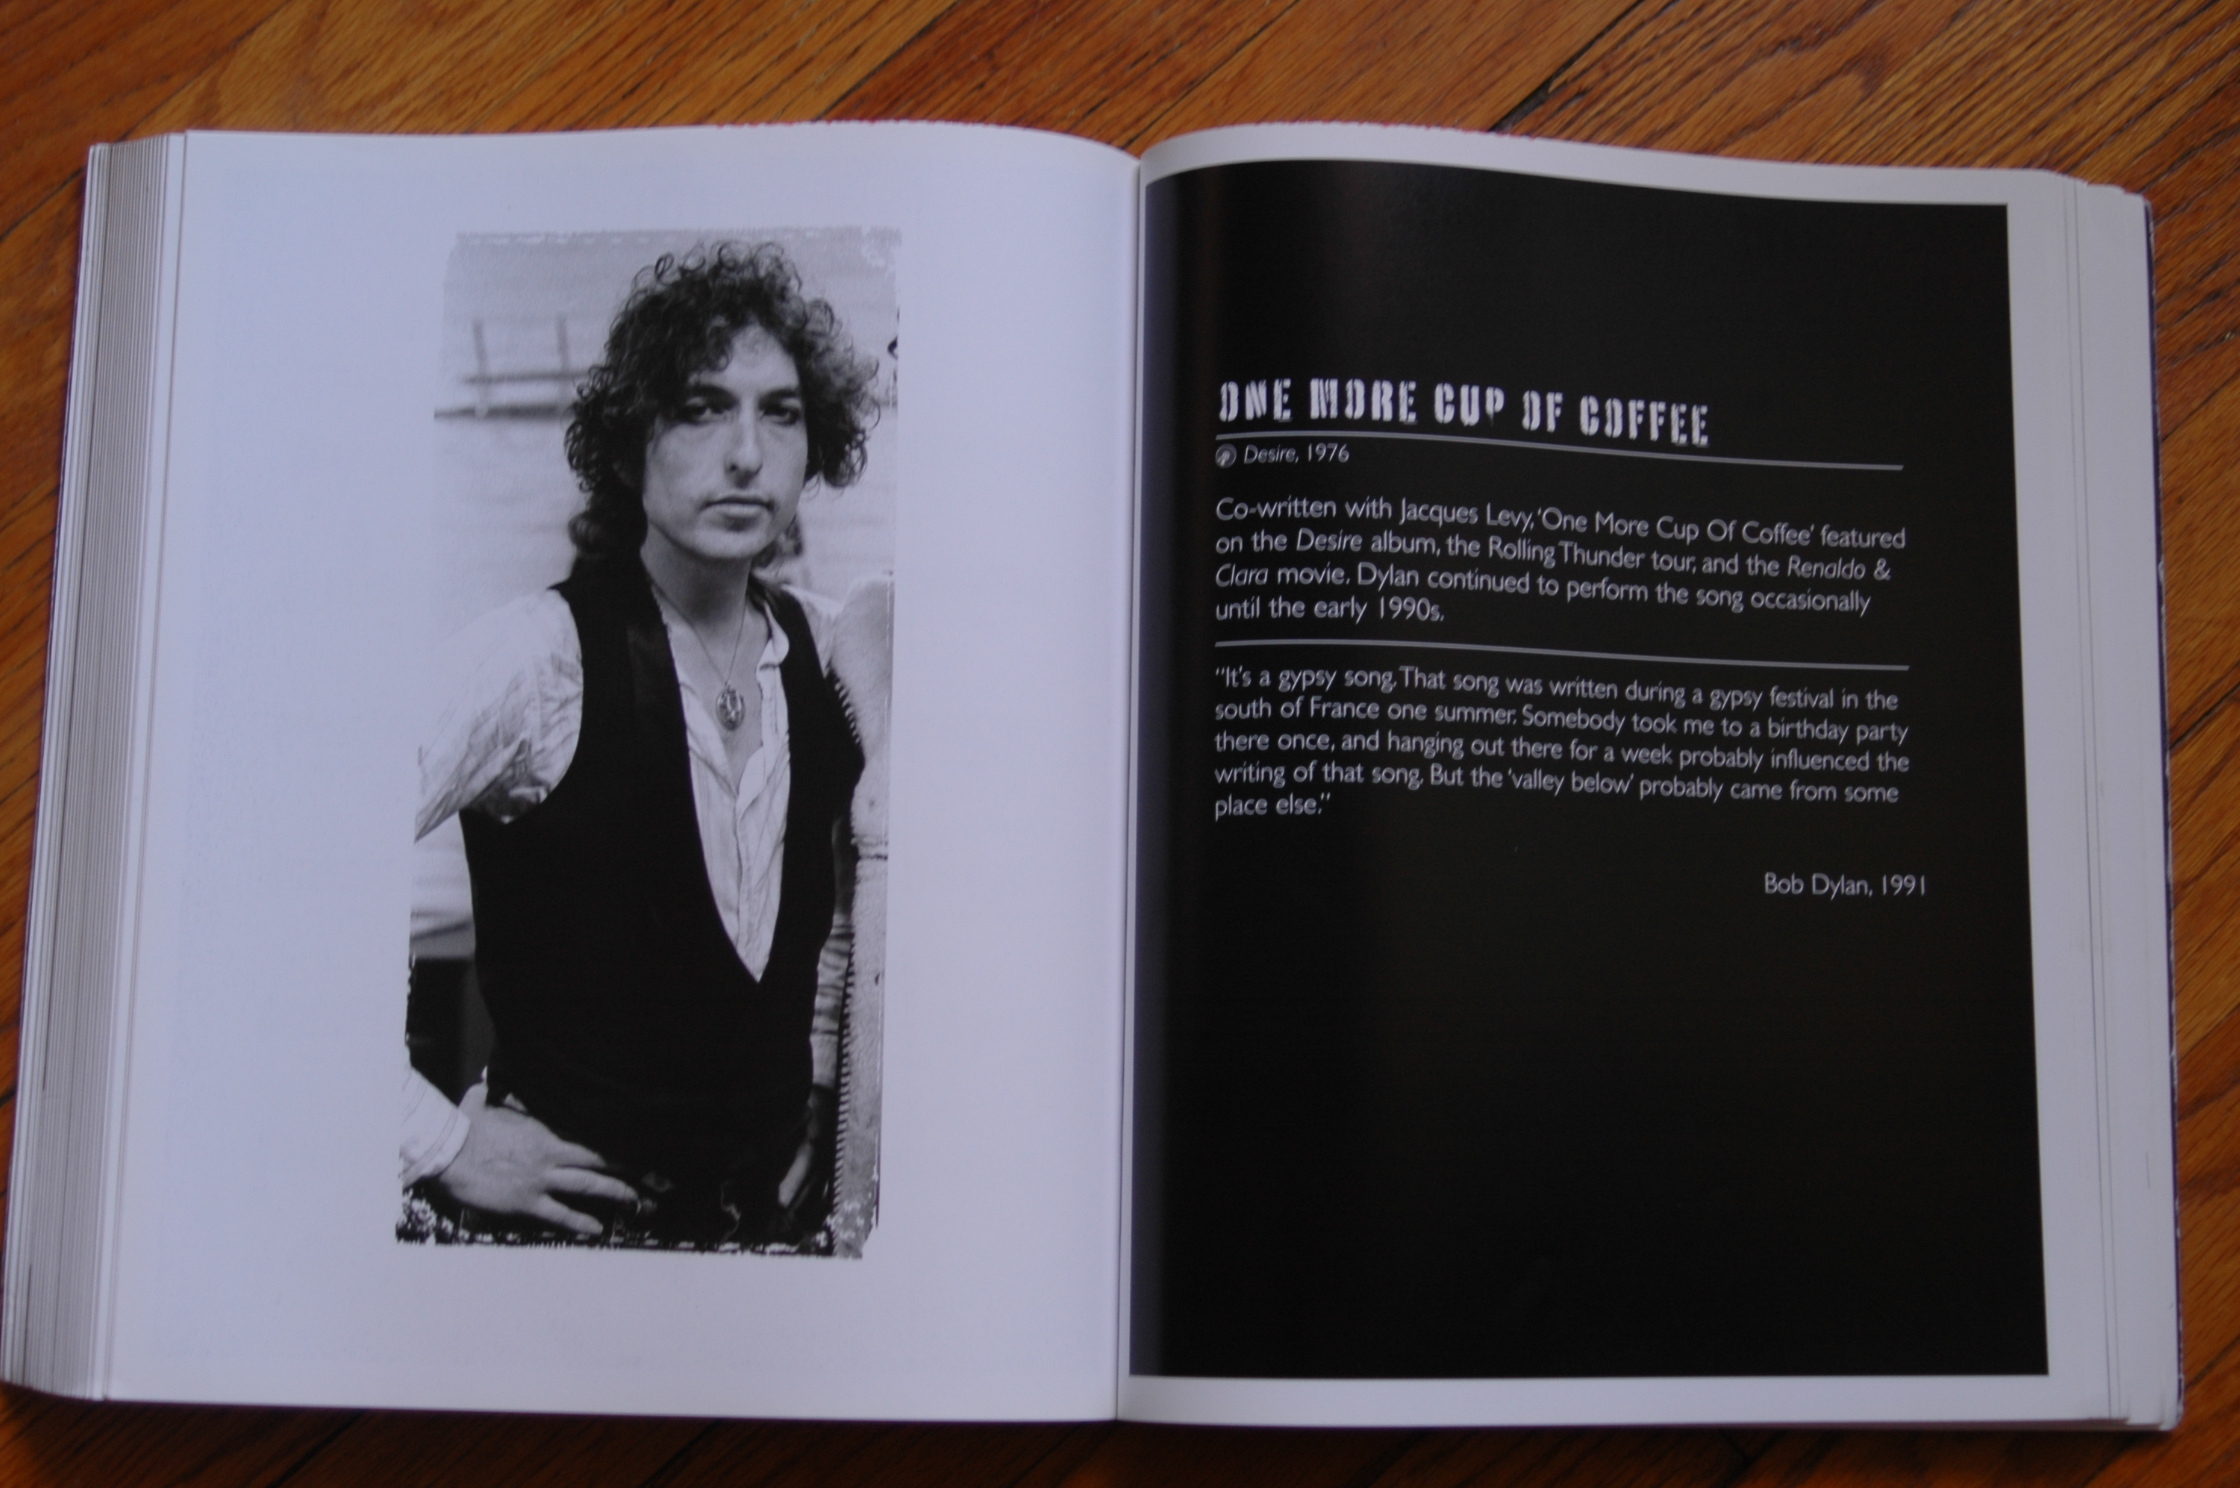 ONE MORE CUP OF COFFEE
Desire, 1976
Co-written with Jacques Levy, 'One More Cup Of Coffee' featured
on the Desire album, the Rolling Thunder tour, and the Renaldo &
Clara movie. Dylan continued to perform the song occasionally
until the early 1990s.
"It's a gypsy song. That song was written during a gypsy festival in the
south of France one summer. Somebody took me to a birthday party
there once, and hanging out there for a week probably influenced the
writing of that song. But the 'valley below' probably came from some
place else."
Bob Dylan, 1991